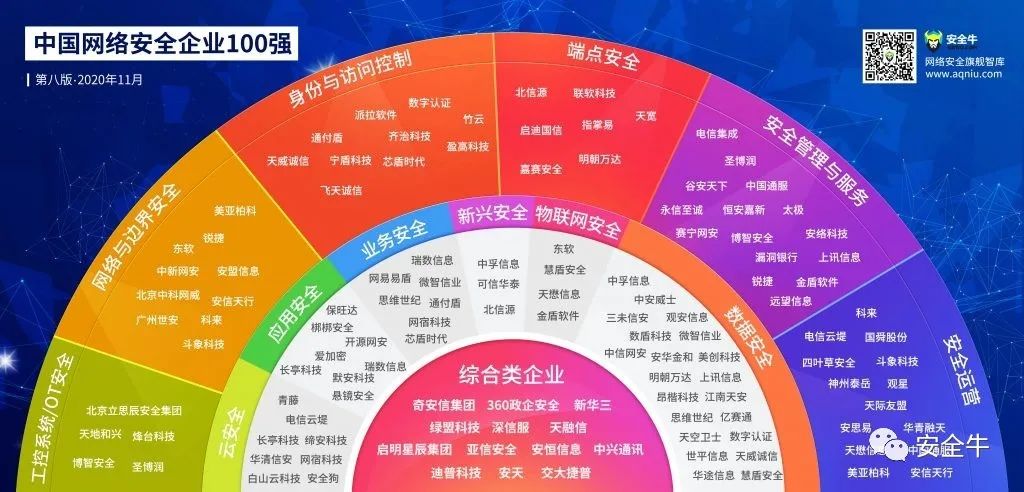 中国网络安全企业100强
第八版·2020年11月
安全牛
网络安全旗舰智库
www.aqniu.com
工控系统/OT安全
北京立思辰安全集团
天地和兴 烽台科技
博智安全 圣博润
网络与边界安全
美亚柏科
锐捷
东软
中新网安 安盟信息
北京中科网威
安信天行
广州世安 科来
斗象科技
身份与访问控制
数字认证
派拉软件
竹云
通付盾 齐治科技
盈高科技
天威诚信 宁盾科技 芯盾时代
飞天诚信
端点安全
北信源 联软科技
天宽
启迪国信 指掌易
明朝万达
嘉赛安全
安全管理与服务
电信集成
圣博润
谷安天下 中国通服
永信至诚 恒安嘉新 太极
赛宁网安 博智安全 安络科技
漏洞银行 上讯信息
锐捷 金盾软件
远望信息
安全运营
科来
电信云堤 国舜股份
四叶草安全 斗象科技
神州泰岳 观星
天际友盟
安思易 华青融天
美亚柏科 安信天行
云安全
青藤
电信云堤
长亭科技 缔安科技
华清信安 网宿科技
白山云科技 安全狗
应用安全
保旺达
梆梆安全
开源网安
爱加密
长亭科技 瑞数信息
默安科技
悬镜安全
业务安全
瑞数信息
网易易盾 微智信业
思维世纪 通付盾
网宿科技
芯盾时代
新兴安全
中孚信息
可信华泰
北信源
物联网安全
东软
慧盾安全
天懋信息
金盾软件
数据安全
中孚信息
中安威士
三未信安 观安信息
数盾科技 微智信业
中信网安 安华金和 美创科技
明朝万达 上讯信息
昂楷科技 江南天安
思维世纪 亿赛通
天空卫士 数字认证
世平信息 天威诚信
华途信息 慧盾安全
综合类企业
奇安信集团 360政企安全 新华三
绿盟科技 深信服 天融信
启明星辰集团 亚信安全 安恒信息 中兴通讯
迪普科技 安天 交大捷普
安全牛